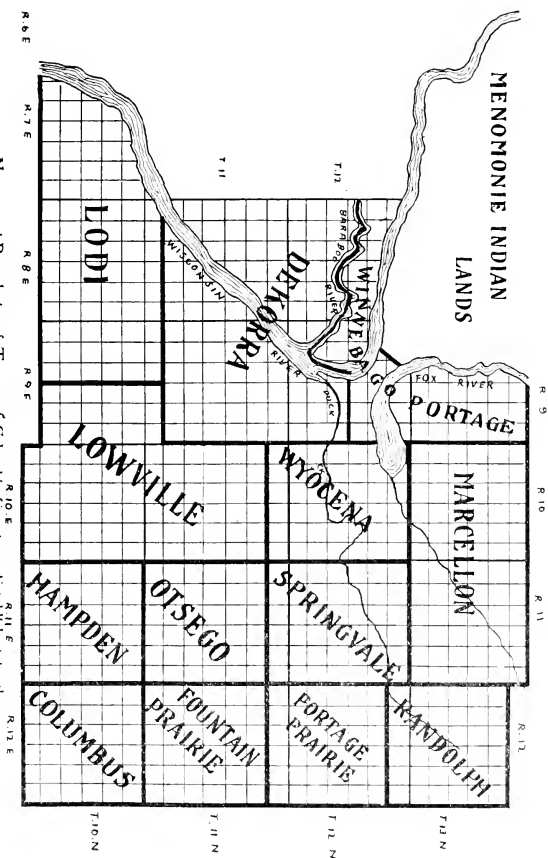 MENOMONIE INDIAN
LANDS
R.6 E
R.7 E
R 8 E
R 9 E
R 10. E
R. 11. E
R. 12 E
T. 11
T. 12
R 9
R 10
R 11
R. 12
BARABOO
RIVER
WINNEBAGO
PORTAGE
FOX RIVER
WISCONSIN
RIVER
DEKORRA
DUCK
LODI
LOWVILLE
WYOCENA
MARCELLON
HAMPDEN
OTSEGO
SPRINGVALE
COLUMBUS
FOUNTAIN
PRAIRIE
PORTAGE
PRAIRIE
RANDOLPH
T.10.N
T.11 N
T 12 N
T 13 N